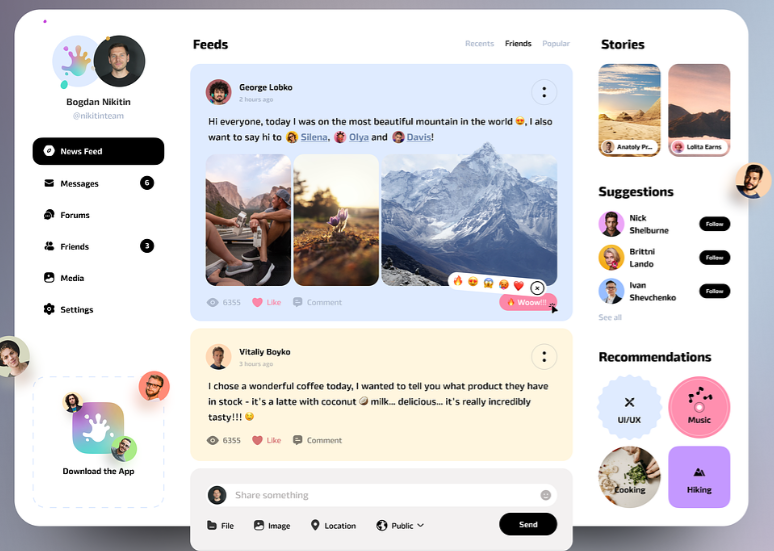 Bogdan Nikitin
@nikitinteam
News Feed
Messages 6
Forums
Friends 3
Media
Settings
Download the App
Feeds
Recents Friends Popular
George Lobko
2 hours ago
Hi everyone, today I was on the most beautiful mountain in the world 😍, I also
want to say hi to Silena, Olya and Davis!
6355 Like Comment
🔥 Woow!!!
Vitaliy Boyko
3 hours ago
I chose a wonderful coffee today, I wanted to tell you what product they have
in stock - it's a latte with coconut 🥥 milk... delicious... it's really incredibly
tasty!!! 😂
6355 Like Comment
Share something
File Image Location Public
Send
Stories
Anatoly Pr...
Lolita Earns
Suggestions
Nick
Shelburne
Follow
Brittni
Lando
Follow
Ivan
Shevchenko
Follow
See all
Recommendations
UI/UX
Music
Cooking
Hiking